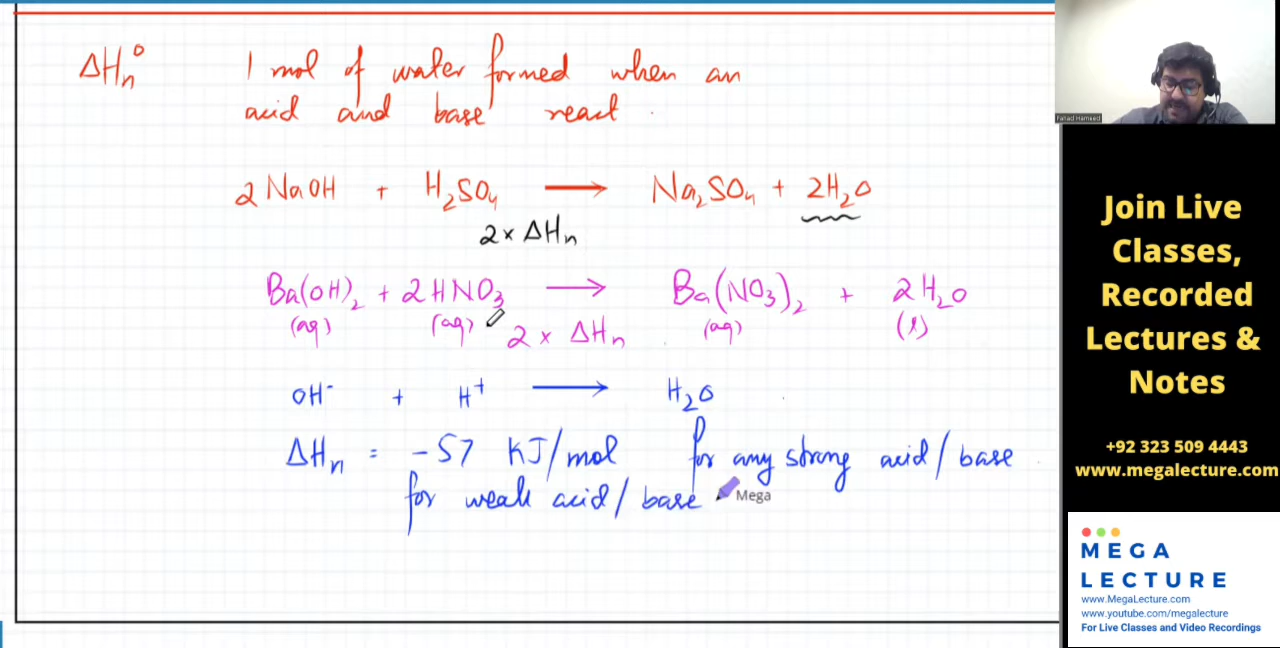 ΔHn° 1 mol of water formed when an
acid and base react.
2NaOH + H₂SO₄ ⟶ Na₂SO₄ + 2H₂O
2 × ΔHn
Ba(OH)₂ + 2HNO₃ ⟶ Ba(NO₃)₂ + 2H₂O
(aq) (aq) (aq) (l)
2 × ΔHn
OH⁻ + H⁺ ⟶ H₂O
ΔHn = -57 KJ/mol for any strong acid/base
for weak acid/base
Mega
Fahad Hameed
Join Live
Classes,
Recorded
Lectures &
Notes
+92 323 509 4443
www.megalecture.com
MEGA
LECTURE
www.MegaLecture.com
www.youtube.com/megalecture
For Live Classes and Video Recordings